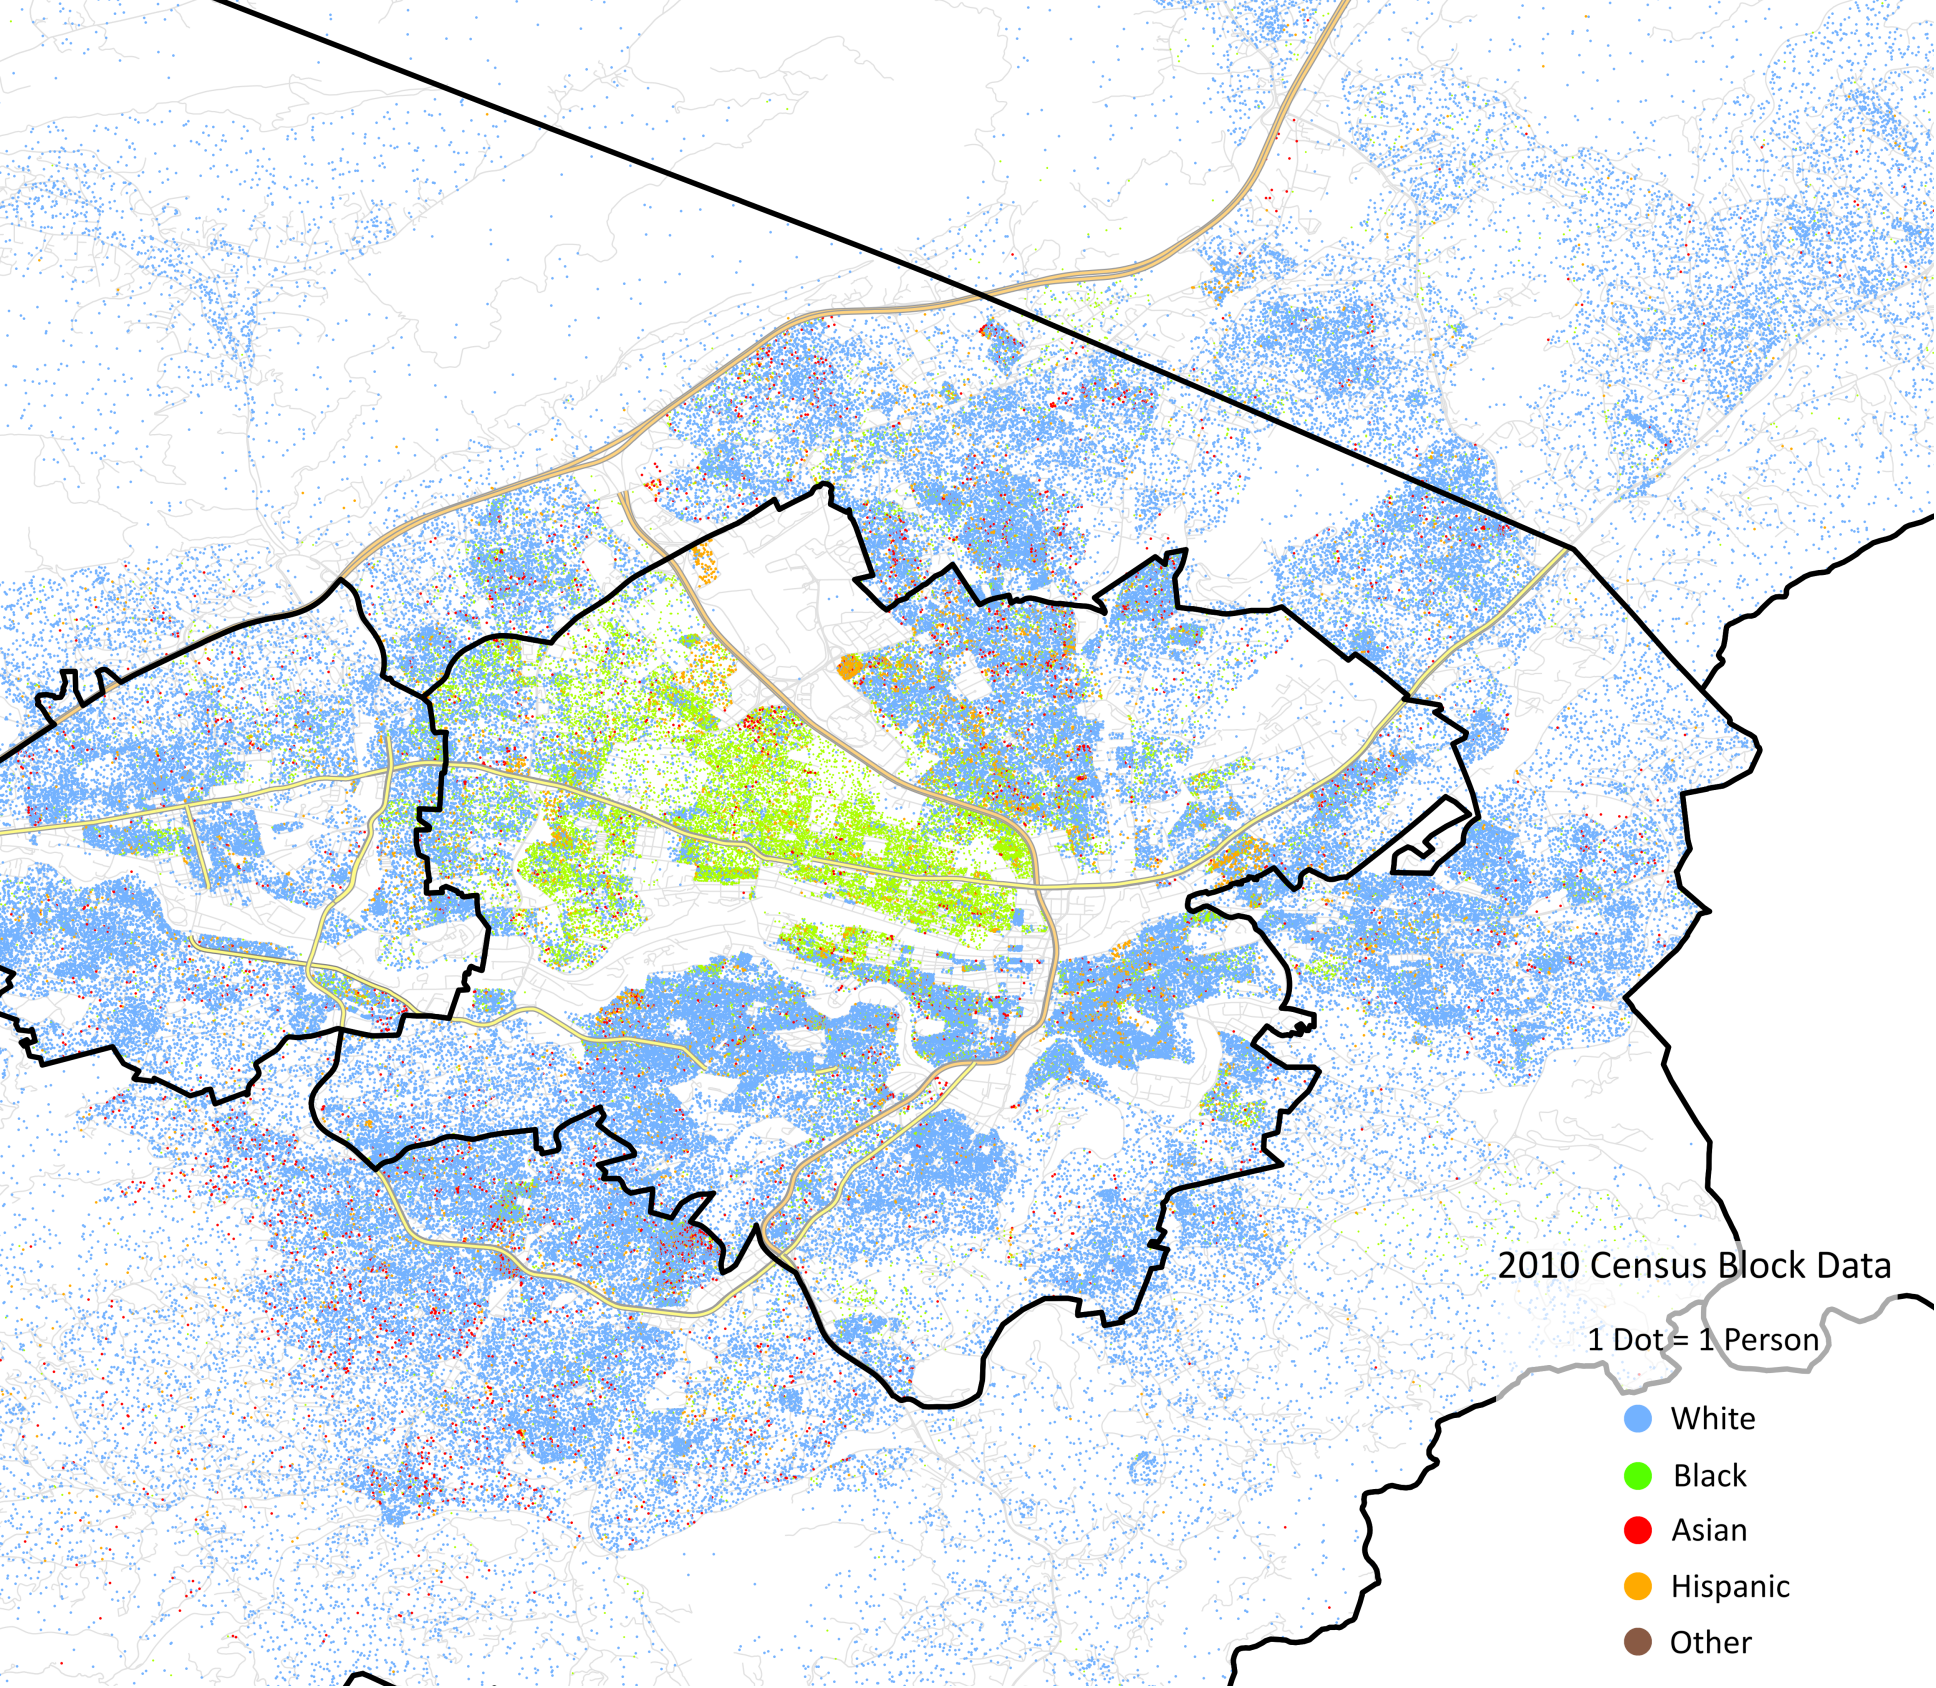 2010 Census Block Data
1 Dot = 1 Person
White
Black
Asian
Hispanic
Other